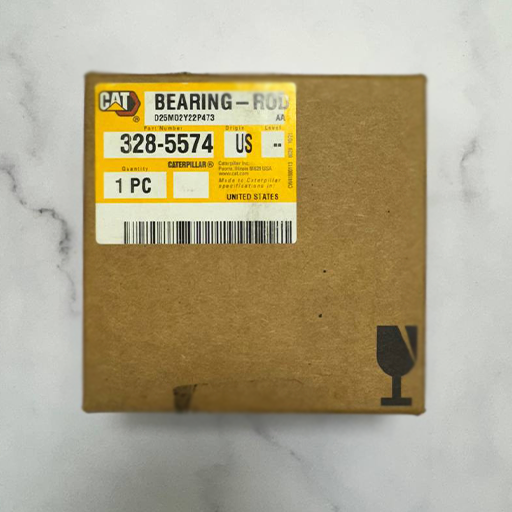 CAT
BEARING-ROD
D25M02Y22P473 AA
Part Number Origin Level
328-5574 US --
Quantity CATERPILLAR®
1 PC
Caterpillar Inc.
Peoria, Illinois 61629 USA
www.cat.com
Made to Caterpillar
specifications in:
UNITED STATES